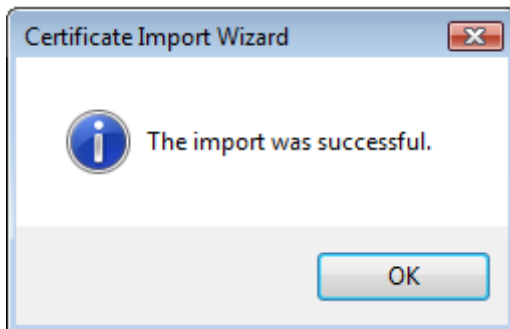 Certificate Import Wizard
The import was successful.
OK